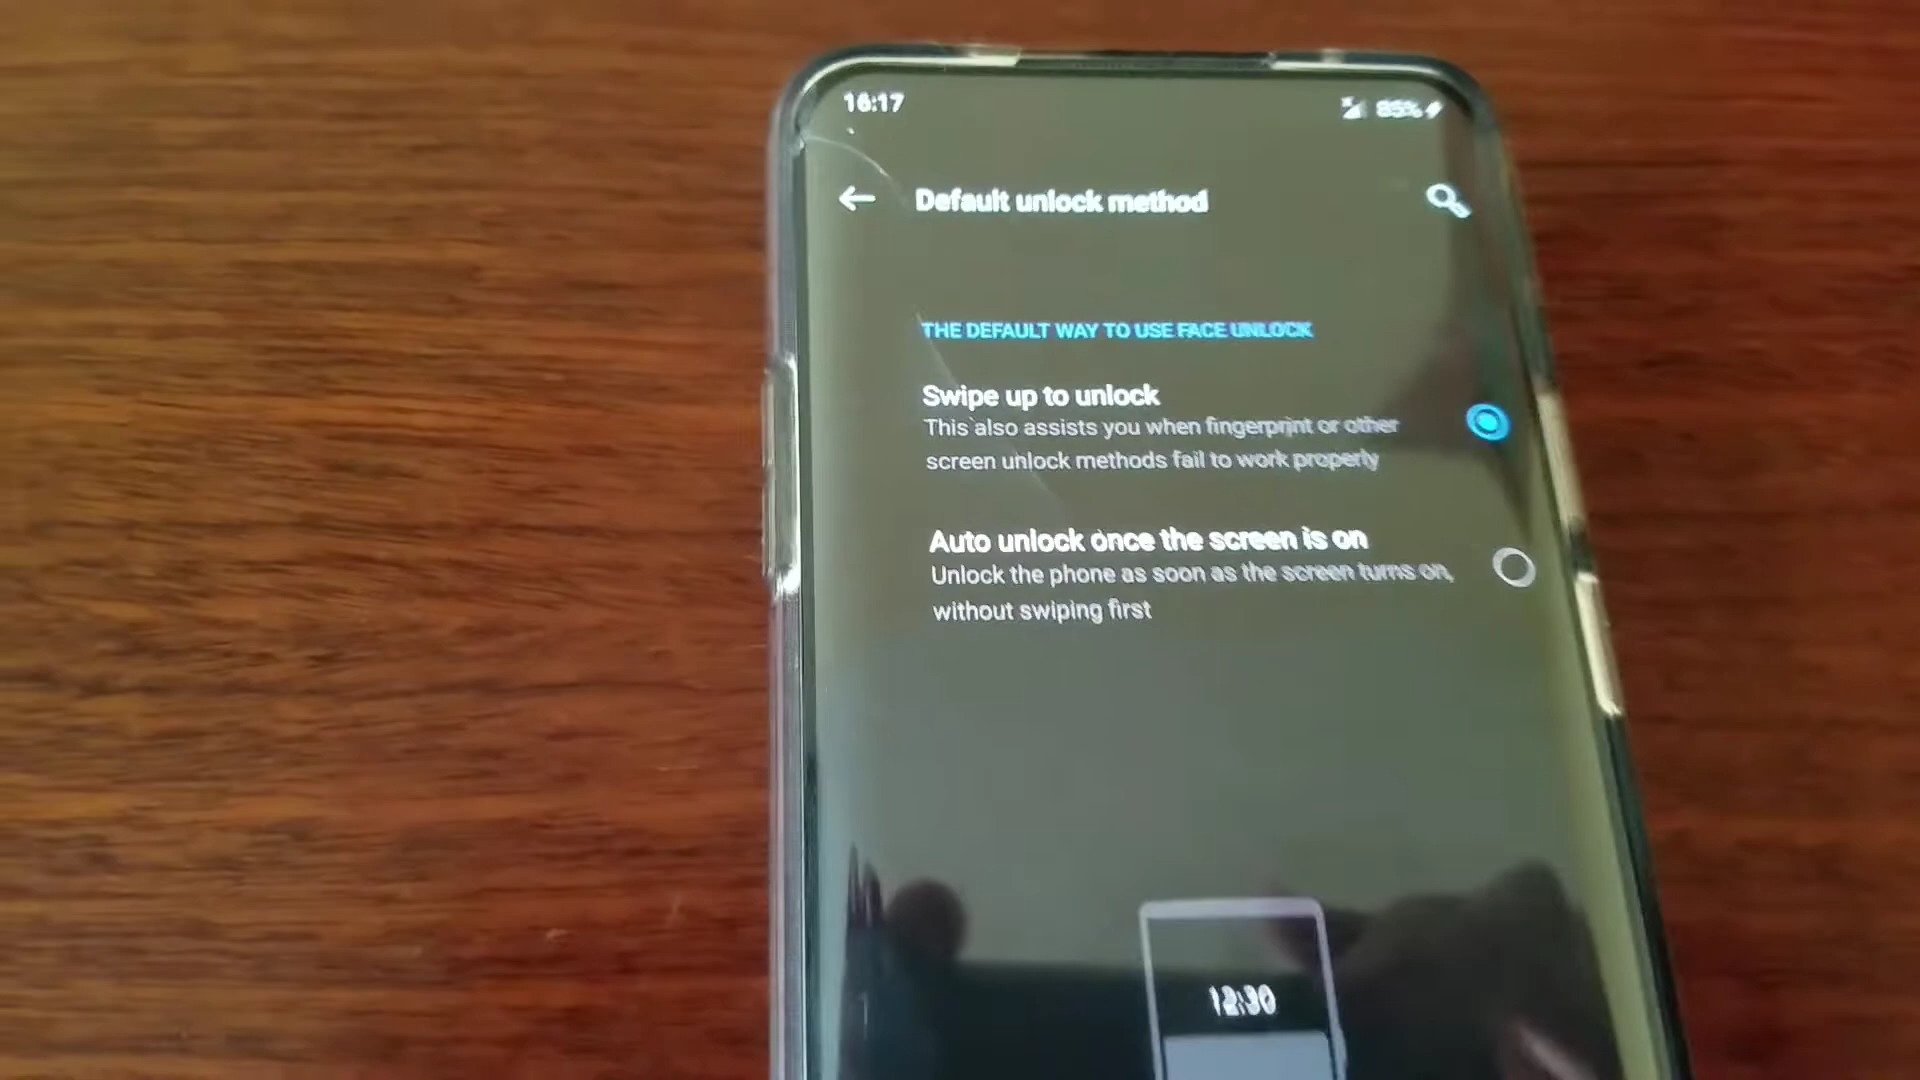 16:17
85%
Default unlock method
THE DEFAULT WAY TO USE FACE UNLOCK
Swipe up to unlock
This also assists you when fingerprint or other
screen unlock methods fail to work properly
Auto unlock once the screen is on
Unlock the phone as soon as the screen turns on,
without swiping first
12:30